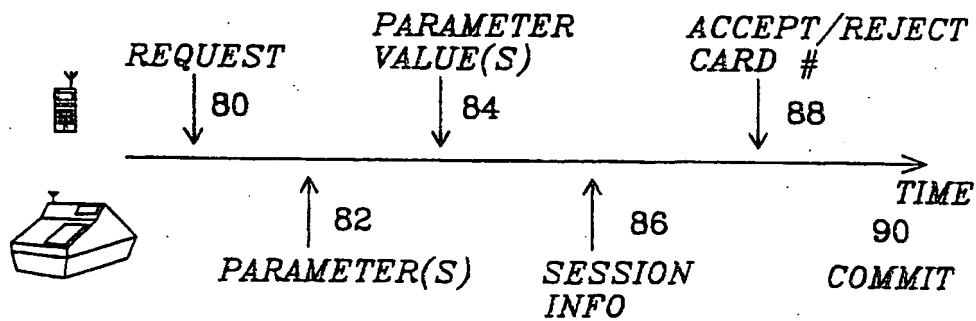 PARAMETER
VALUE(S)
ACCEPT/REJECT
CARD #
REQUEST
80
84
88
TIME
82
86
90
PARAMETER(S)
SESSION
INFO
COMMIT